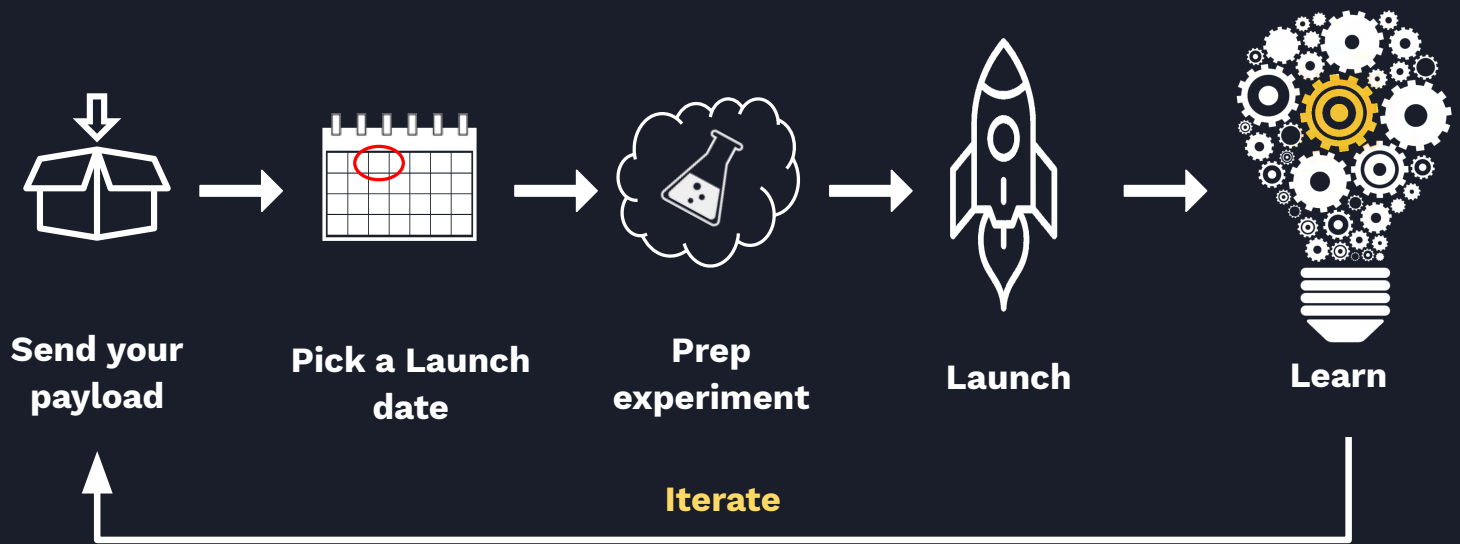 Send your
payload
Pick a Launch
date
Prep
experiment
Launch
Learn
Iterate